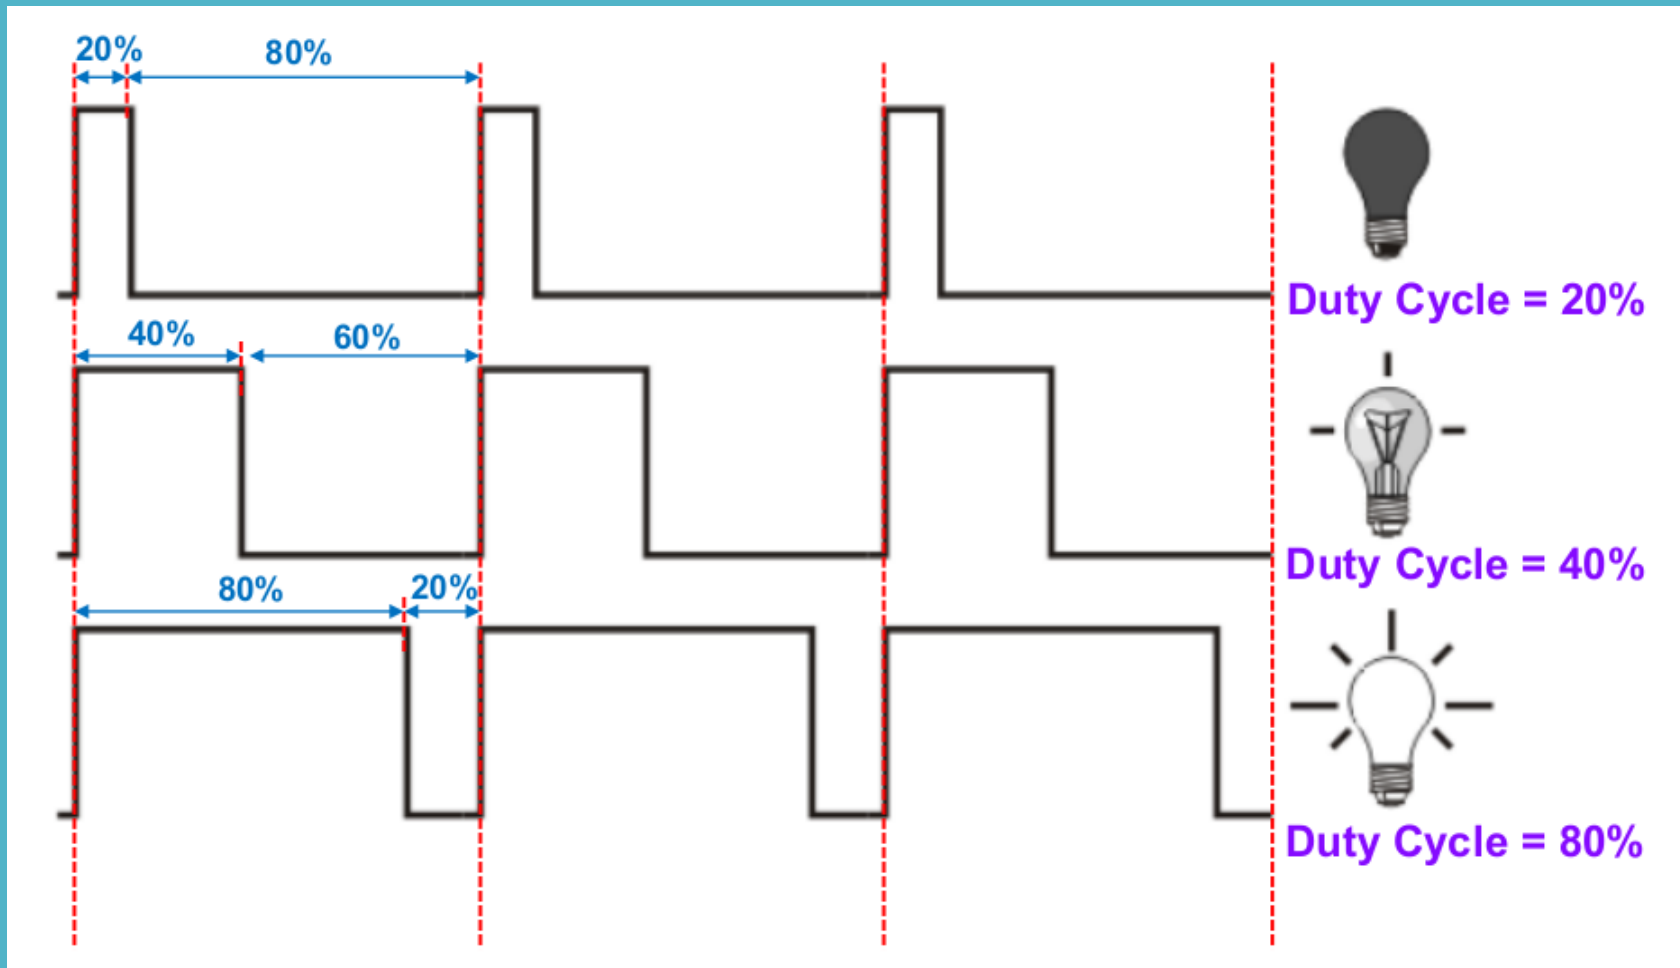 20%
80%
Duty Cycle = 20%
40%
60%
Duty Cycle = 40%
80%
20%
Duty Cycle = 80%